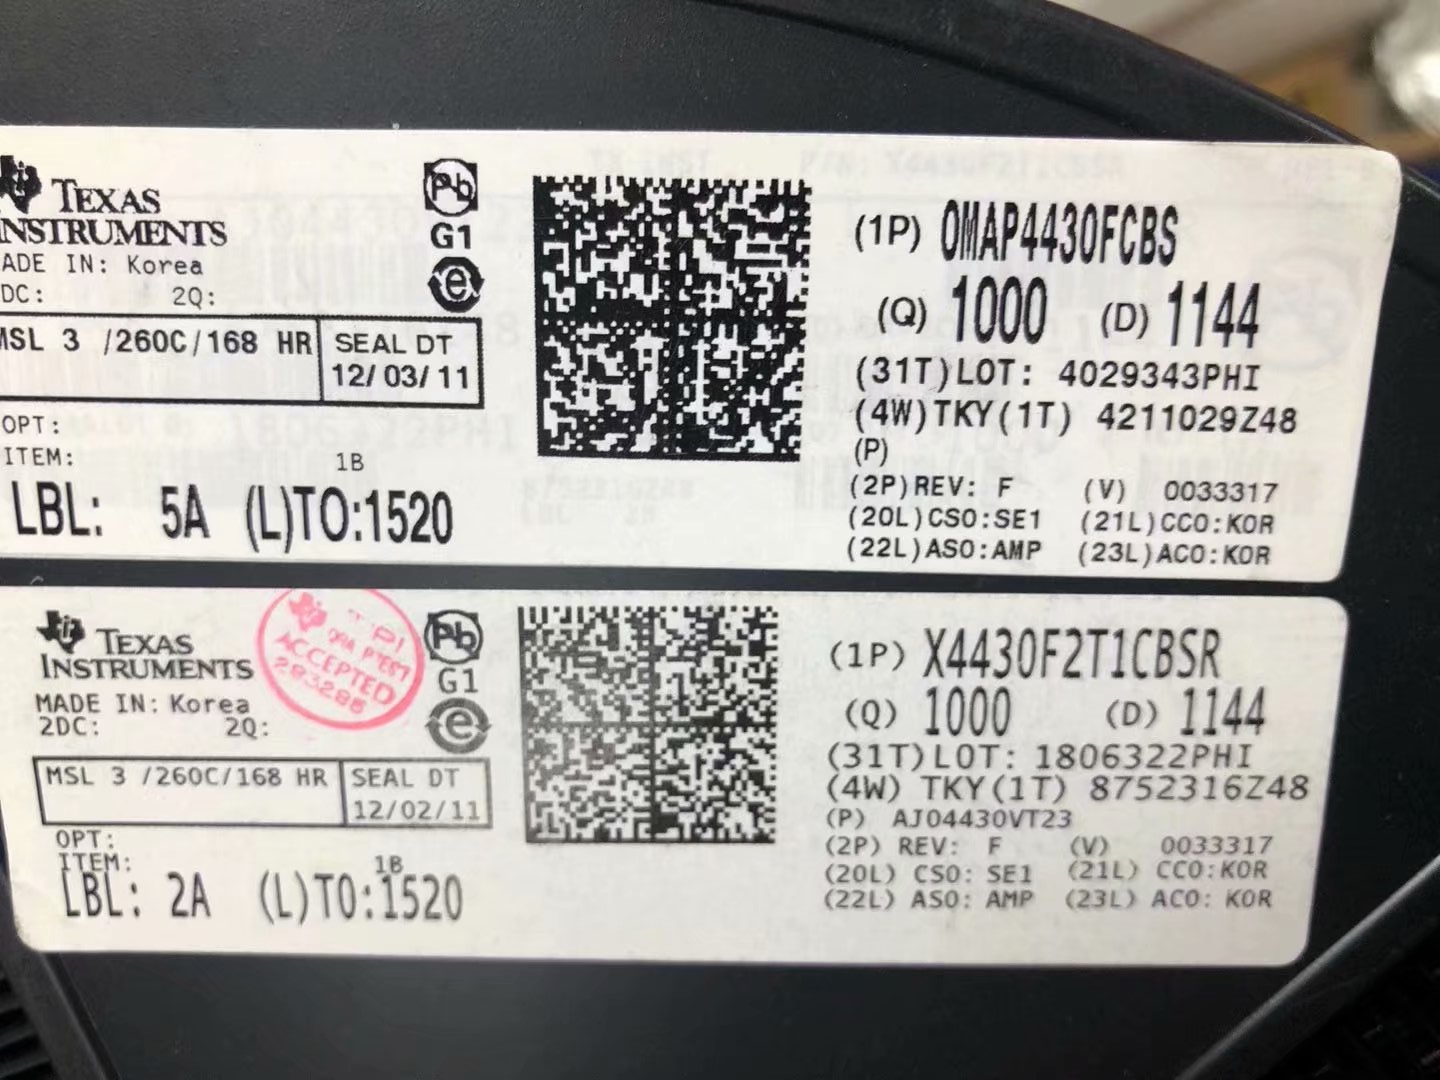 TEXAS
INSTRUMENTS
ADE IN: Korea
DC: 2Q:
MSL 3 /260C/168 HR
SEAL DT
12/03/11
OPT:
ITEM: 1B
LBL: 5A (L)TO:1520
Pb
G1
e
(1P) OMAP4430FCBS
(Q) 1000 (D) 1144
(31T)LOT: 4029343PHI
(4W)TKY(1T) 4211029Z48
(P)
(2P)REV: F (V) 0033317
(20L)CSO:SE1 (21L)CCO:KOR
(22L)ASO:AMP (23L)ACO:KOR
TEXAS
INSTRUMENTS
MADE IN: Korea
2DC: 2Q:
ACCEPTED
283286
MSL 3 /260C/168 HR
SEAL DT
12/02/11
OPT:
ITEM: 1B
LBL: 2A (L)TO:1520
Pb
G1
e
(1P) X4430F2T1CBSR
(Q) 1000 (D) 1144
(31T)LOT: 1806322PHI
(4W) TKY(1T) 8752316Z48
(P) AJ04430VT23
(2P) REV: F (V) 0033317
(20L) CSO: SE1 (21L) CCO:KOR
(22L) ASO: AMP (23L) ACO: KOR